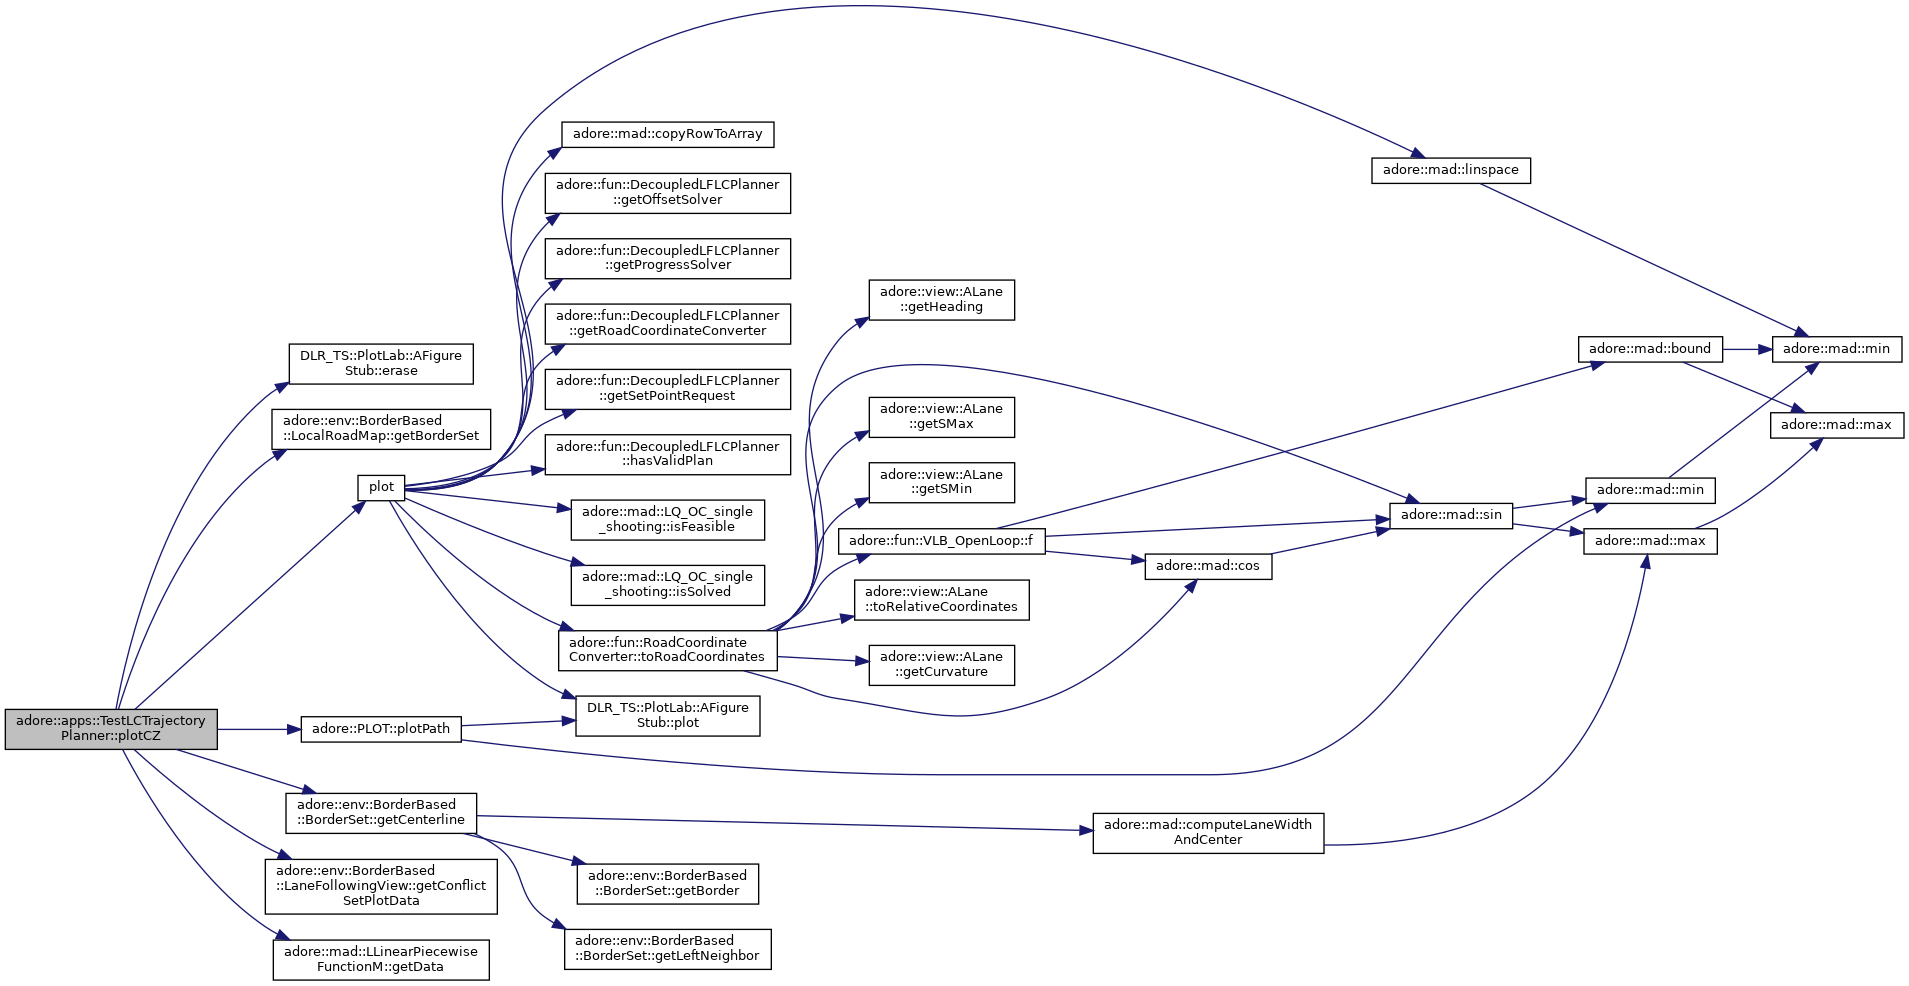 adore::apps::TestLCTrajectory
Planner::plotCZ
DLR_TS::PlotLab::AFigure
Stub::erase
adore::env::BorderBased
::LocalRoadMap::getBorderSet
plot
adore::PLOT::plotPath
adore::env::BorderBased
::BorderSet::getCenterline
adore::env::BorderBased
::LaneFollowingView::getConflict
SetPlotData
adore::mad::LLinearPiecewise
FunctionM::getData
adore::mad::copyRowToArray
adore::fun::DecoupledLFLCPlanner
::getOffsetSolver
adore::fun::DecoupledLFLCPlanner
::getProgressSolver
adore::fun::DecoupledLFLCPlanner
::getRoadCoordinateConverter
adore::fun::DecoupledLFLCPlanner
::getSetPointRequest
adore::fun::DecoupledLFLCPlanner
::hasValidPlan
adore::mad::LQ_OC_single
_shooting::isFeasible
adore::mad::LQ_OC_single
_shooting::isSolved
adore::fun::RoadCoordinate
Converter::toRoadCoordinates
DLR_TS::PlotLab::AFigure
Stub::plot
adore::env::BorderBased
::BorderSet::getBorder
adore::env::BorderBased
::BorderSet::getLeftNeighbor
adore::view::ALane
::getHeading
adore::view::ALane
::getSMax
adore::view::ALane
::getSMin
adore::fun::VLB_OpenLoop::f
adore::view::ALane
::toRelativeCoordinates
adore::view::ALane
::getCurvature
adore::mad::cos
adore::mad::computeLaneWidth
AndCenter
adore::mad::linspace
adore::mad::sin
adore::mad::bound
adore::mad::min
adore::mad::max
adore::mad::min
adore::mad::max